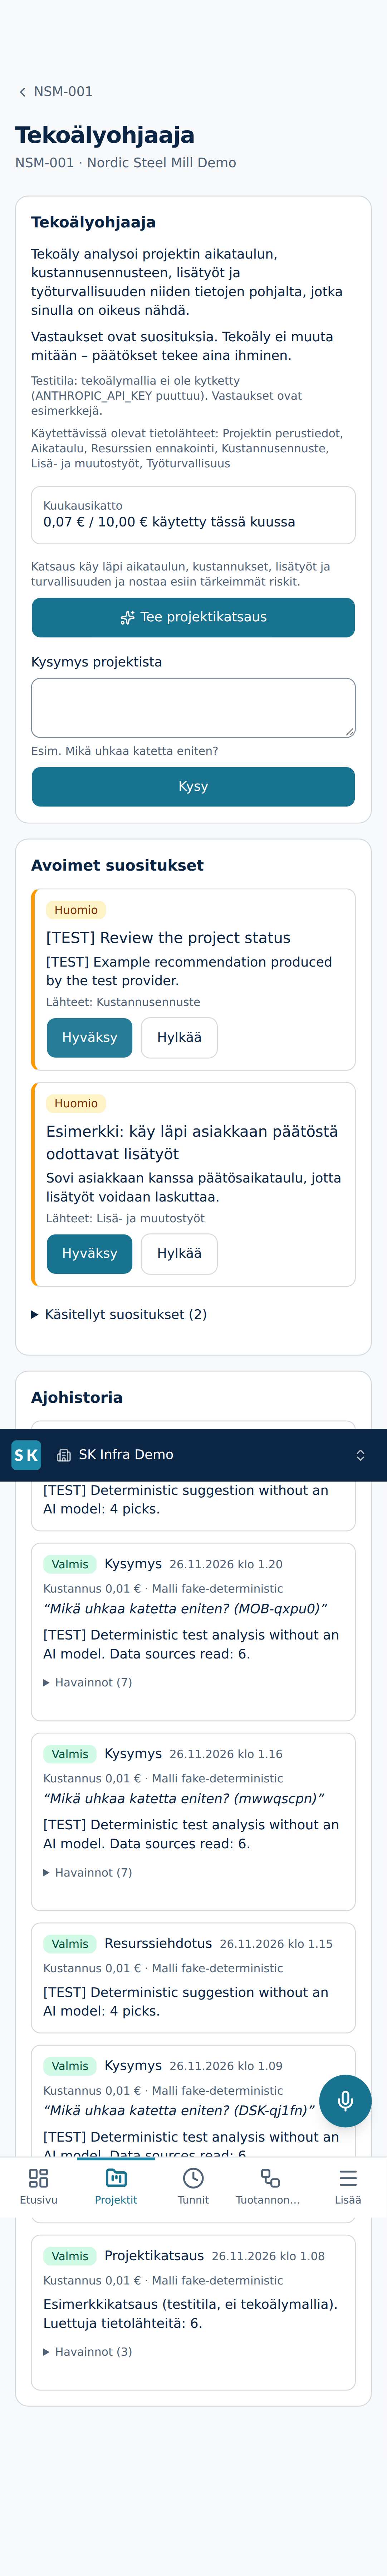 NSM-001
Tekoälyohjaaja
NSM-001 · Nordic Steel Mill Demo
Tekoälyohjaaja
Tekoäly analysoi projektin aikataulun,
kustannusennusteen, lisätyöt ja
työturvallisuuden niiden tietojen pohjalta, jotka
sinulla on oikeus nähdä.
Vastaukset ovat suosituksia. Tekoäly ei muuta
mitään – päätökset tekee aina ihminen.
Testitila: tekoälymallia ei ole kytketty
(ANTHROPIC_API_KEY puuttuu). Vastaukset ovat
esimerkkejä.
Käytettävissä olevat tietolähteet: Projektin perustiedot,
Aikataulu, Resurssien ennakointi, Kustannusennuste,
Lisä- ja muutostyöt, Työturvallisuus
Kuukausikatto
0,07 € / 10,00 € käytetty tässä kuussa
Katsaus käy läpi aikataulun, kustannukset, lisätyöt ja
turvallisuuden ja nostaa esiin tärkeimmät riskit.
Tee projektikatsaus
Kysymys projektista
Esim. Mikä uhkaa katetta eniten?
Kysy
Avoimet suositukset
Huomio
[TEST] Review the project status
[TEST] Example recommendation produced
by the test provider.
Lähteet: Kustannusennuste
Hyväksy
Hylkää
Huomio
Esimerkki: käy läpi asiakkaan päätöstä
odottavat lisätyöt
Sovi asiakkaan kanssa päätösaikataulu, jotta
lisätyöt voidaan laskuttaa.
Lähteet: Lisä- ja muutostyöt
Hyväksy
Hylkää
Käsitellyt suositukset (2)
Ajohistoria
SK
SK Infra Demo
[TEST] Deterministic suggestion without an
AI model: 4 picks.
Valmis Kysymys 26.11.2026 klo 1.20
Kustannus 0,01 € · Malli fake-deterministic
“Mikä uhkaa katetta eniten? (MOB-qxpu0)”
[TEST] Deterministic test analysis without an
AI model. Data sources read: 6.
Havainnot (7)
Valmis Kysymys 26.11.2026 klo 1.16
Kustannus 0,01 € · Malli fake-deterministic
“Mikä uhkaa katetta eniten? (mwwqscpn)”
[TEST] Deterministic test analysis without an
AI model. Data sources read: 6.
Havainnot (7)
Valmis Resurssiehdotus 26.11.2026 klo 1.15
Kustannus 0,01 € · Malli fake-deterministic
[TEST] Deterministic suggestion without an
AI model: 4 picks.
Valmis Kysymys 26.11.2026 klo 1.09
Kustannus 0,01 € · Malli fake-deterministic
“Mikä uhkaa katetta eniten? (DSK-qj1fn)”
[TEST] Deterministic test analysis without an
AI model. Data sources read: 6.
Etusivu
Projektit
Tunnit
Tuotannon...
Lisää
Valmis Projektikatsaus 26.11.2026 klo 1.08
Kustannus 0,01 € · Malli fake-deterministic
Esimerkkikatsaus (testitila, ei tekoälymallia).
Luettuja tietolähteitä: 6.
Havainnot (3)